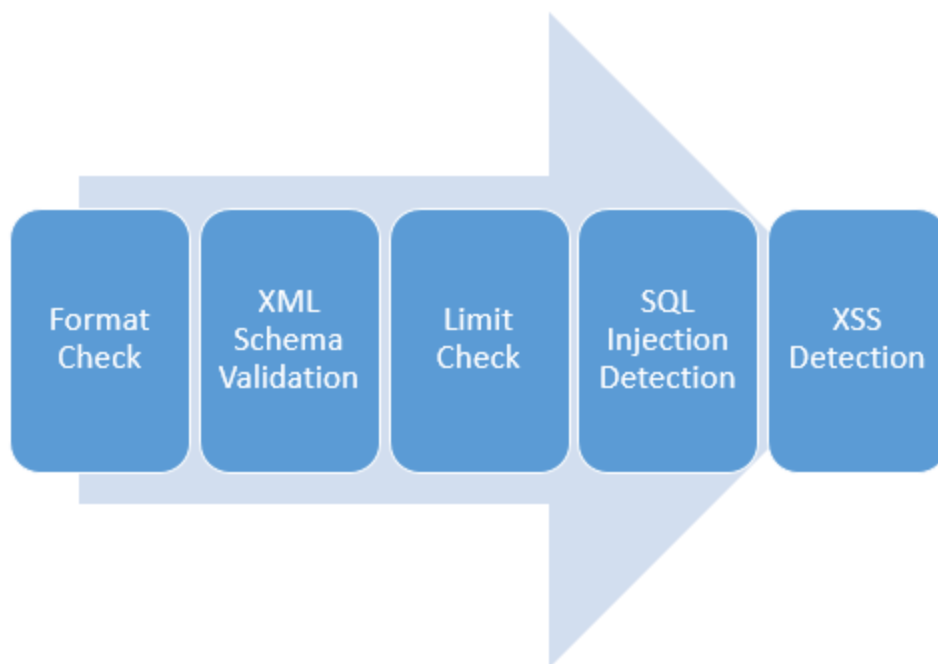 Format
Check
XML
Schema
Validation
Limit
Check
SQL
Injection
Detection
XSS
Detection